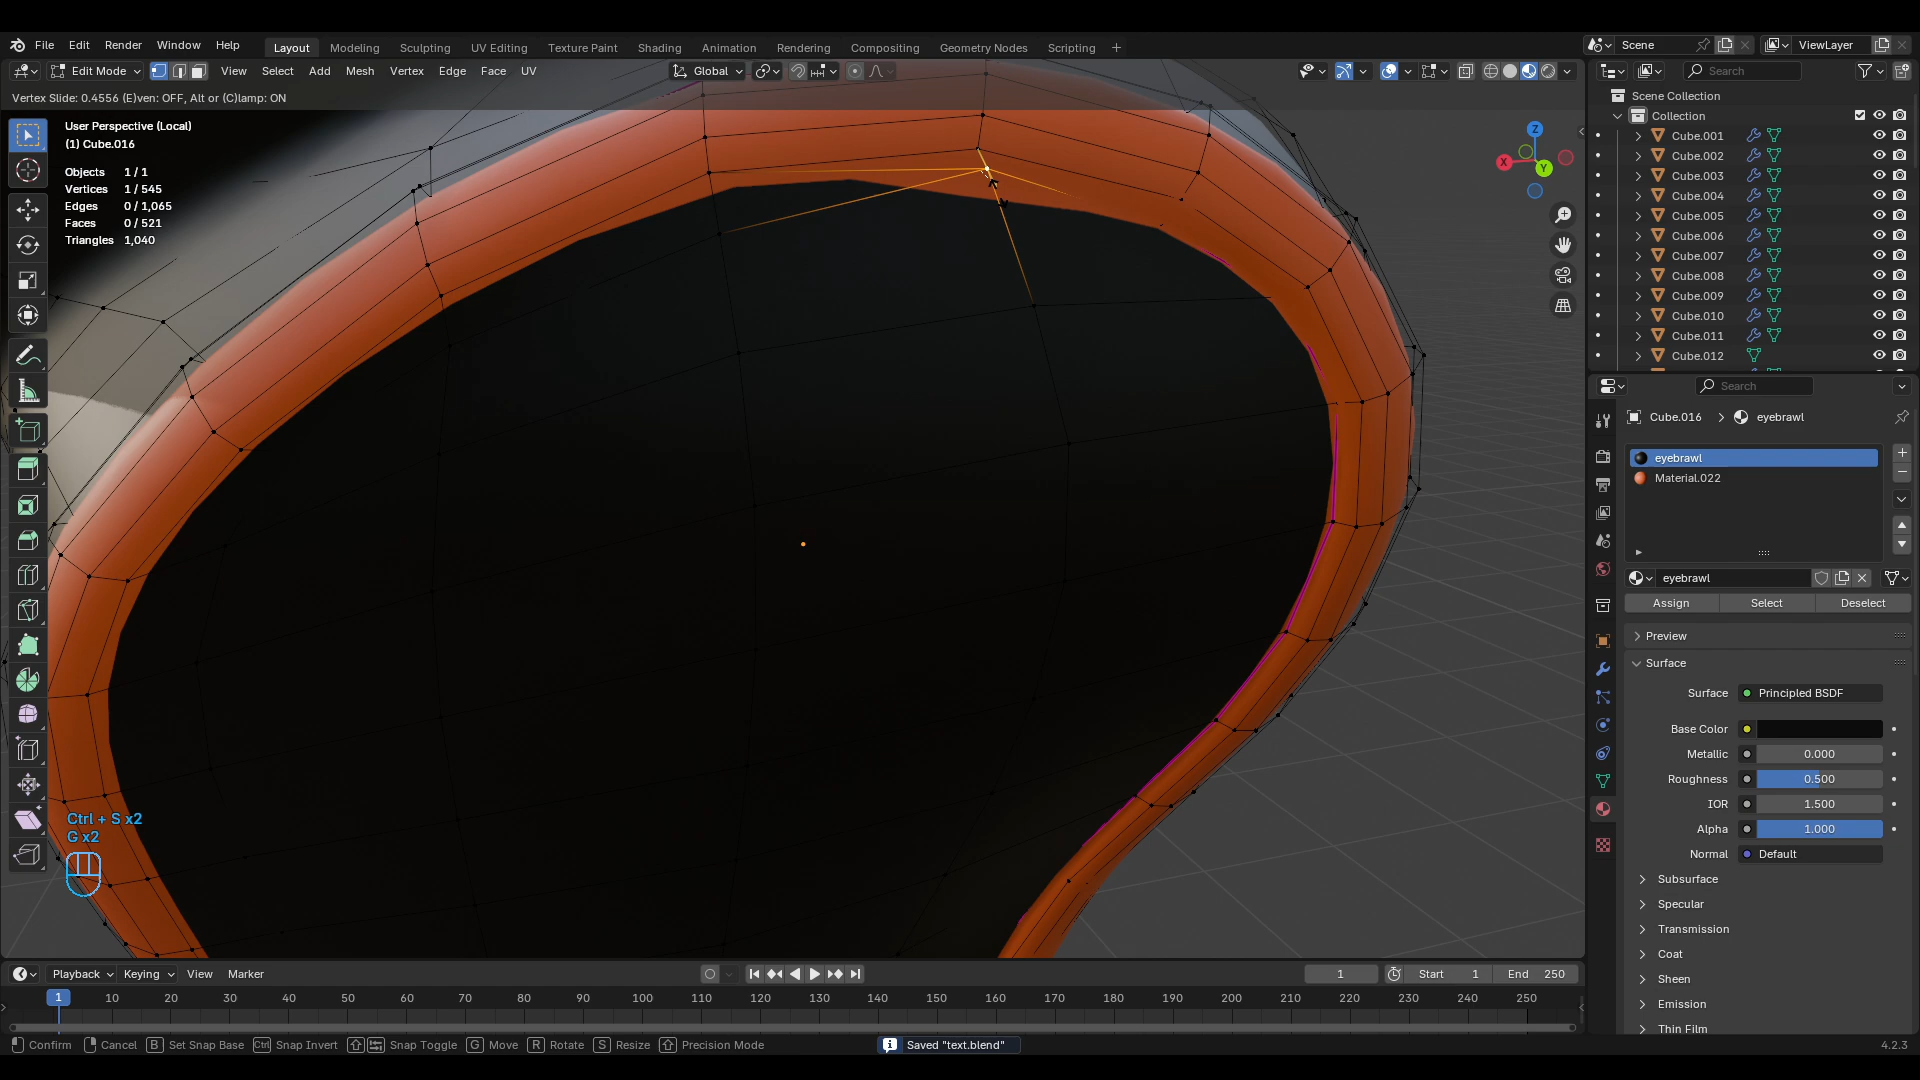 File Edit Render Window Help Layout Modeling Sculpting UV Editing Texture Paint Shading Animation Rendering Compositing Geometry Nodes Scripting + Scene ViewLayer
Edit Mode View Select Add Mesh Vertex Edge Face UV Global Search
Vertex Slide: 0.4556 (E)ven: OFF, Alt or (C)lamp: ON
User Perspective (Local)
(1) Cube.016
Objects 1 / 1
Vertices 1 / 545
Edges 0 / 1,065
Faces 0 / 521
Triangles 1,040
Z
X
Y
Scene Collection
Collection
Cube.001
Cube.002
Cube.003
Cube.004
Cube.005
Cube.006
Cube.007
Cube.008
Cube.009
Cube.010
Cube.011
Cube.012
Search
Cube.016 > eyebrawl
eyebrawl
Material.022
eyebrawl
Assign Select Deselect
Preview
Surface
Surface Principled BSDF
Base Color
Metallic 0.000
Roughness 0.500
IOR 1.500
Alpha 1.000
Normal Default
Subsurface
Specular
Transmission
Coat
Sheen
Emission
Thin Film
Ctrl + S x2
G x2
Playback Keying View Marker 1 Start 1 End 250
1 10 20 30 40 50 60 70 80 90 100 110 120 130 140 150 160 170 180 190 200 210 220 230 240 250
Confirm Cancel B Set Snap Base Ctrl Snap Invert Snap Toggle G Move R Rotate S Resize Precision Mode Saved "text.blend" 4.2.3